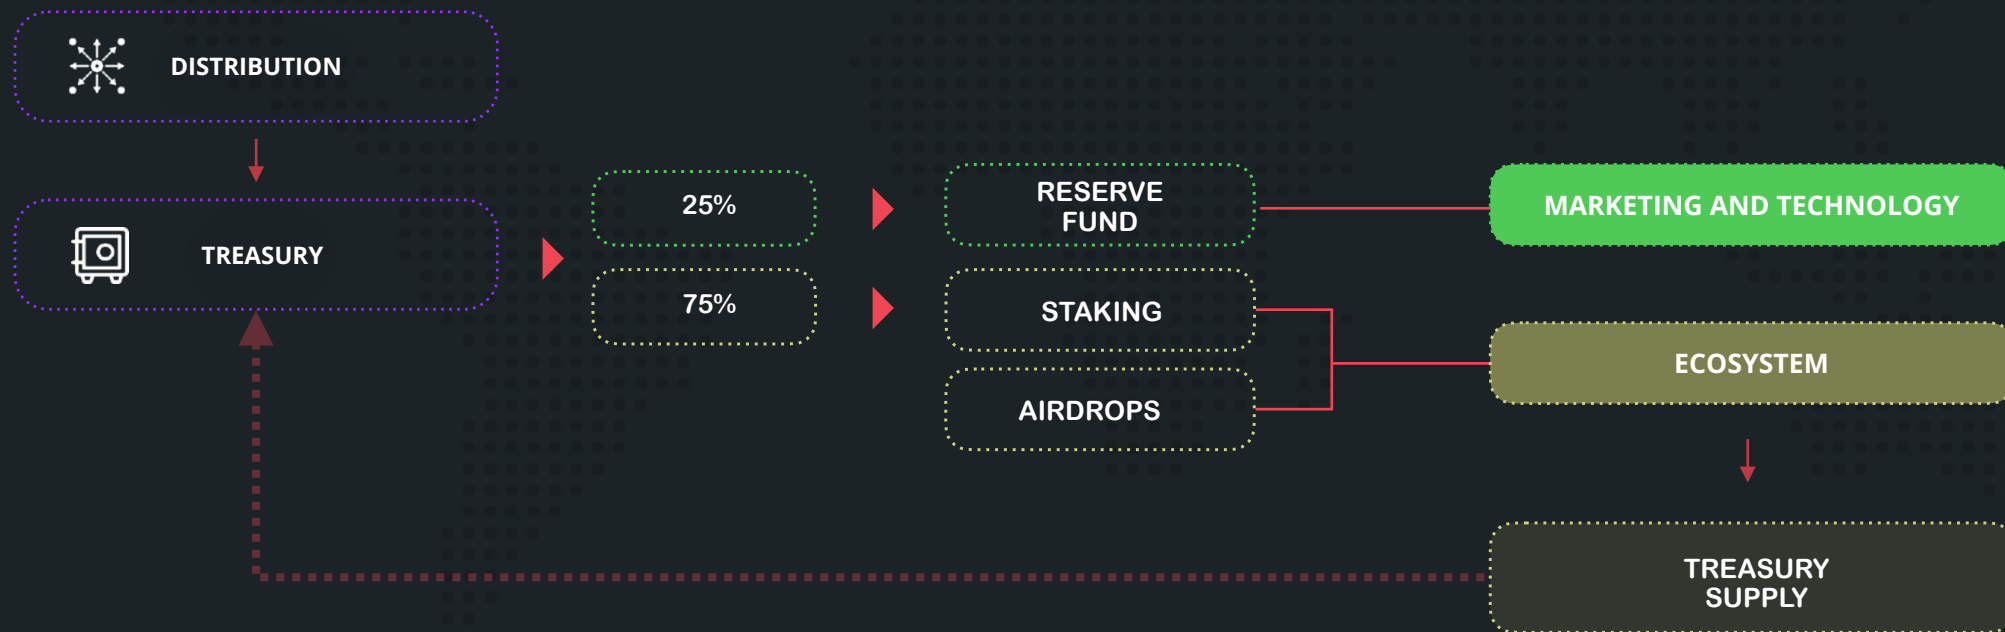 DISTRIBUTION
TREASURY
25%
RESERVE
FUND
MARKETING AND TECHNOLOGY
75%
STAKING
AIRDROPS
ECOSYSTEM
TREASURY
SUPPLY